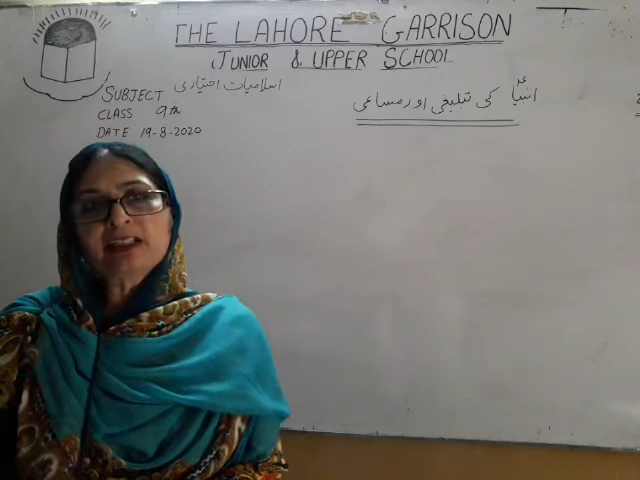 THE LAHORE GARRISON
JUNIOR & UPPER SCHOOL
SUBJECT اسلامیات اختیاری
CLASS 9th
DATE 19-8-2020
انبیاؑ کی تبلیغی اور مساعی